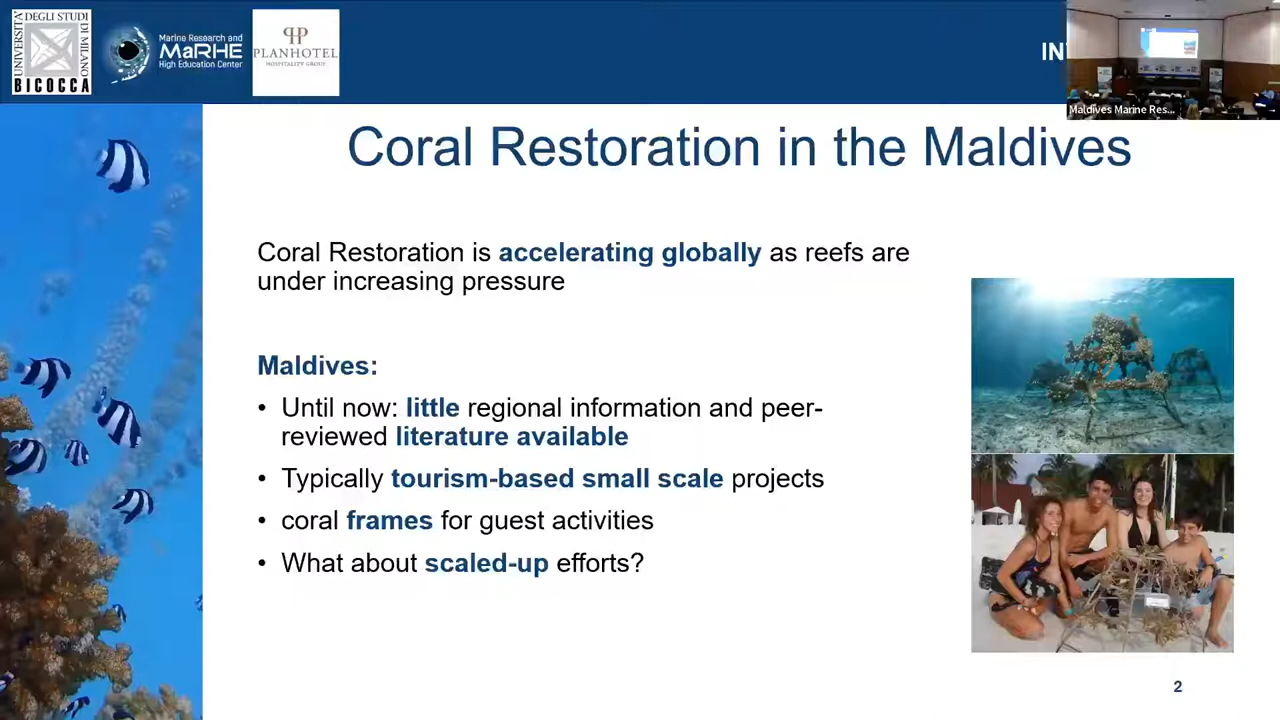 UNIVERSITÀ DEGLI STUDI DI MILANO
BICOCCA
Marine Research and
MaRHE
High Education Center
PLANHOTEL
HOSPITALITY GROUP
Maldives Marine Res...
Coral Restoration in the Maldives
Coral Restoration is accelerating globally as reefs are
under increasing pressure
Maldives:
• Until now: little regional information and peer-
reviewed literature available
• Typically tourism-based small scale projects
• coral frames for guest activities
• What about scaled-up efforts?
2